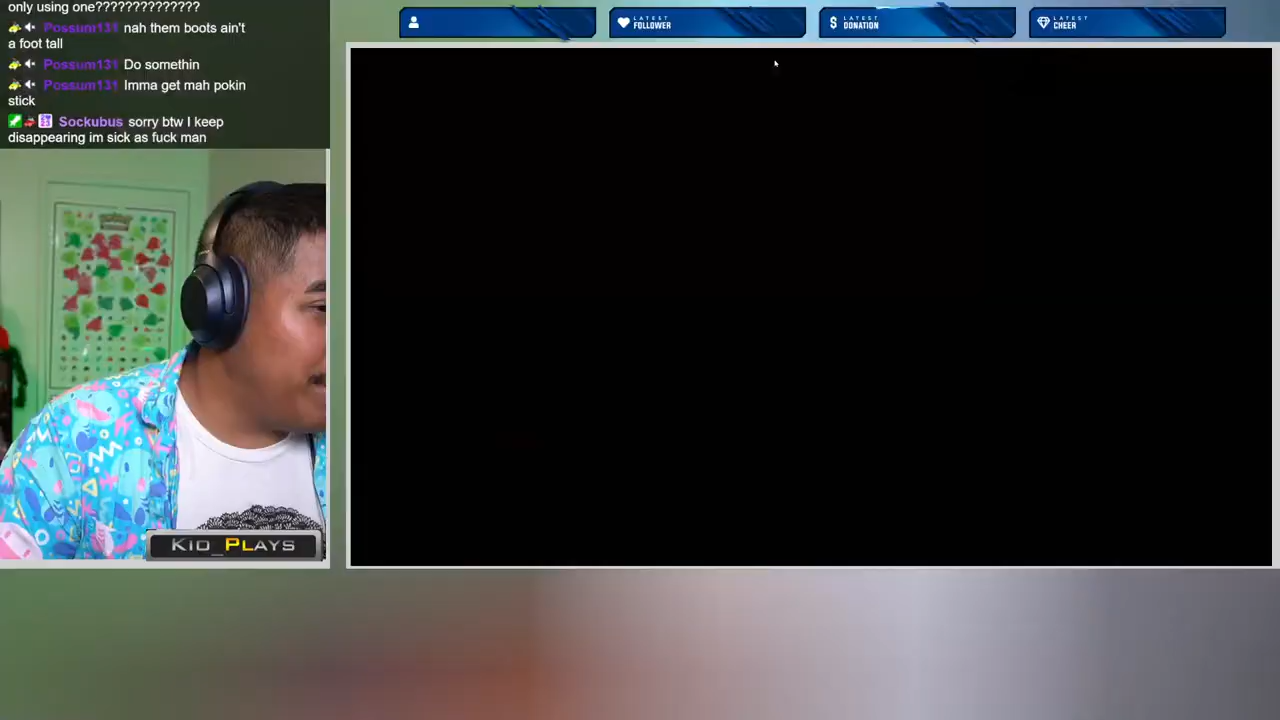 only using one??????????????
Possum131 nah them boots ain't
a foot tall
Possum131 Do somethin
Possum131 Imma get mah pokin
stick
Sockubus sorry btw I keep
disappearing im sick as fuck man
LATEST
FOLLOWER
LATEST
DONATION
LATEST
CHEER
KIO_PLAYS